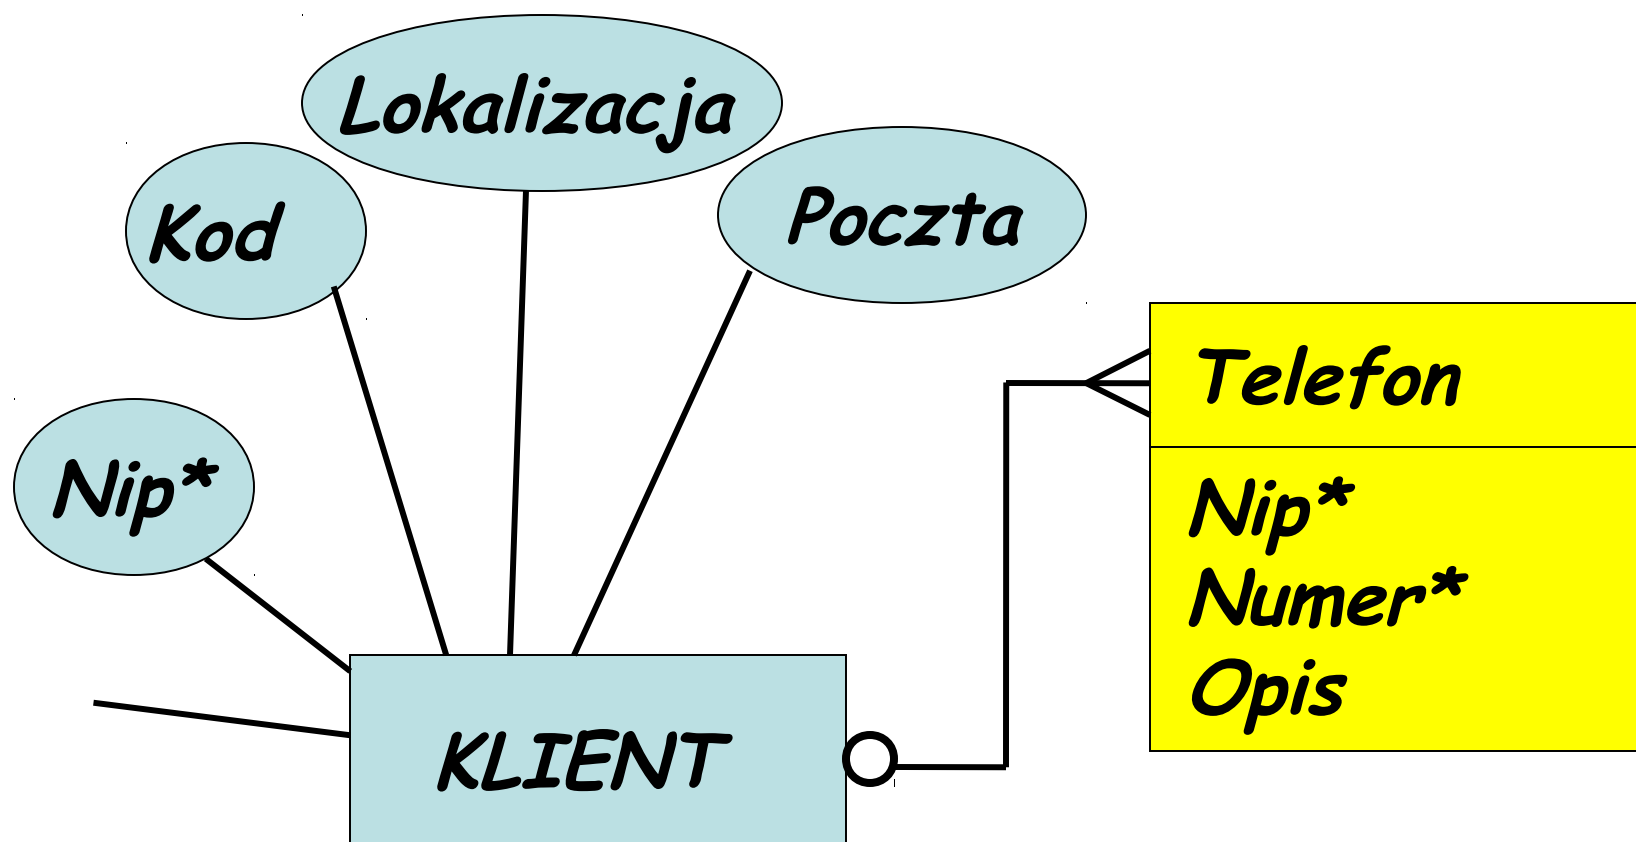 Lokalizacja
Kod
Poczta
Nip*
KLIENT
Telefon
Nip*
Numer*
Opis